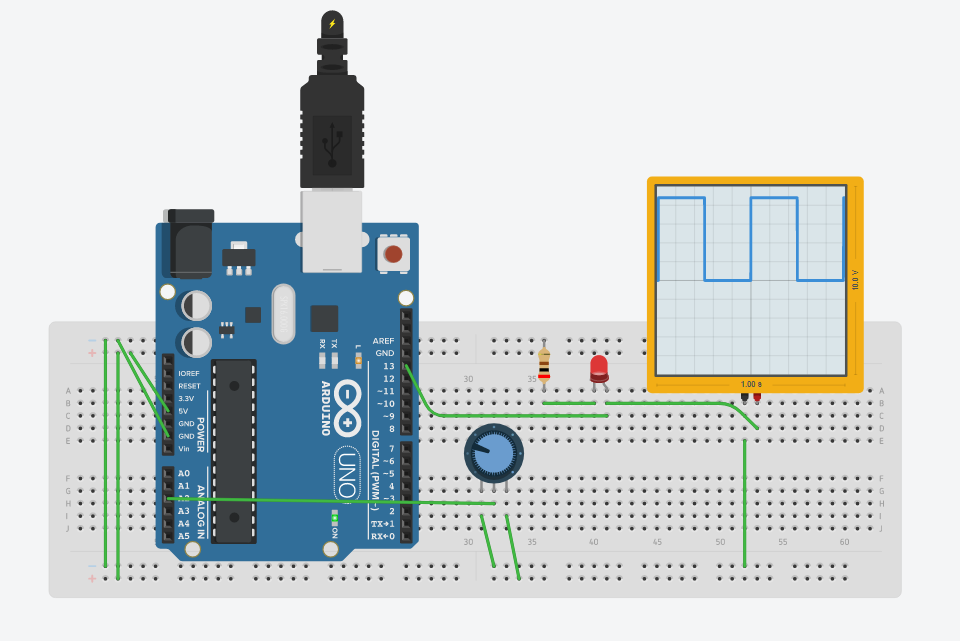 1.00 s
10.0 A
AREF
GND
13
12
~11
~10
~9
8
7
~6
~5
4
~3
2
TX→1
RX←0
DIGITAL (PWM~)
IOREF
RESET
3.3V
5V
GND
GND
Vin
POWER
A0
A1
A2
A3
A4
A5
ANALOG IN
RX
TX
L
ARDUINO
UNO
ON
− +
A
B
C
D
E
F
G
H
I
J
30
35
30
35
40
45
50
55
60
A
B
C
D
E
F
G
H
I
J
− +